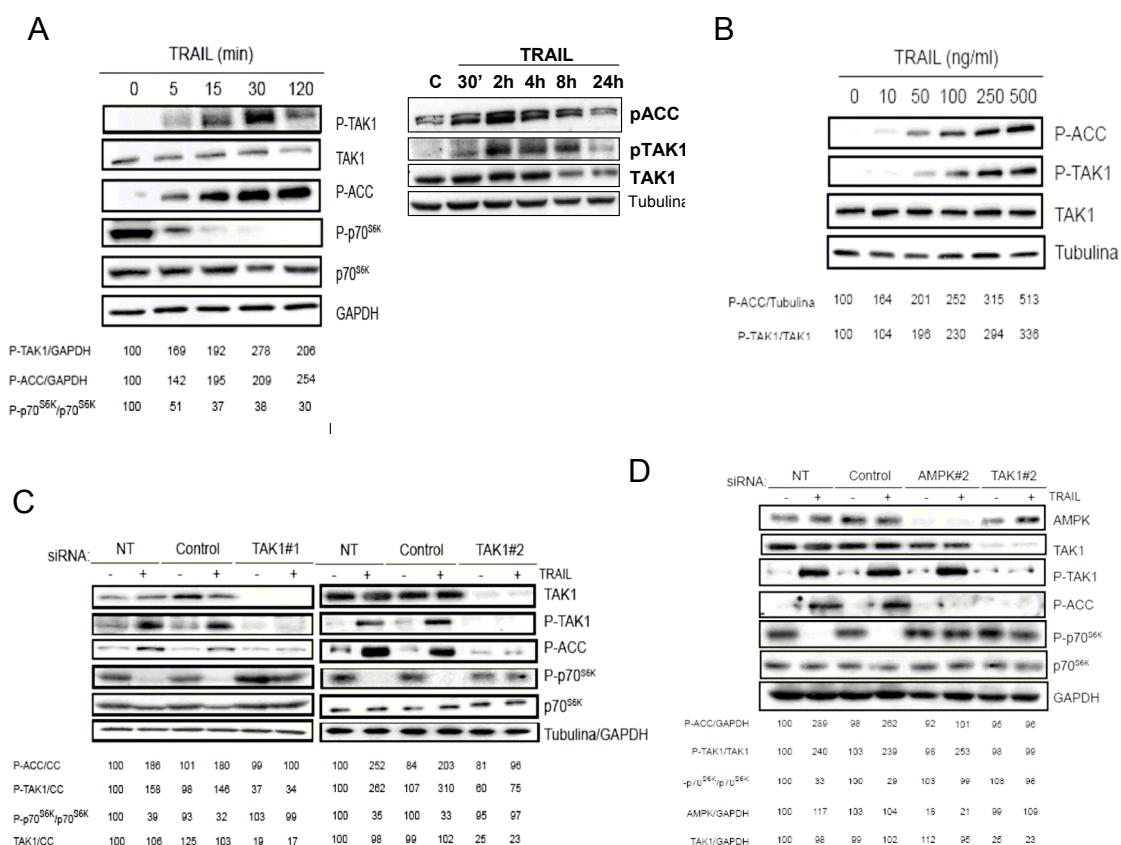 A
TRAIL (min)
0 5 15 30 120
P-TAK1
TAK1
P-ACC
P-p70S6K
p70S6K
GAPDH
P-TAK1/GAPDH 100 169 192 278 206
P-ACC/GAPDH 100 142 195 209 254
P-p70S6K/p70S6K 100 51 37 38 30
TRAIL
C 30' 2h 4h 8h 24h
pACC
pTAK1
TAK1
Tubulina
B
TRAIL (ng/ml)
0 10 50 100 250 500
P-ACC
P-TAK1
TAK1
Tubulina
P-ACC/Tubulina 100 164 201 252 315 513
P-TAK1/TAK1 100 104 196 230 294 336
C
siRNA: NT Control TAK1#1 NT Control TAK1#2
- + - + - + - + - + - + TRAIL
TAK1
P-TAK1
P-ACC
P-p70S6K
p70S6K
Tubulina/GAPDH
P-ACC/CC 100 186 101 180 99 100 100 252 84 203 81 96
P-TAK1/CC 100 158 98 146 37 34 100 262 107 310 60 75
P-p70S6K/p70S6K 100 39 93 32 103 99 100 35 100 33 95 97
TAK1/CC 100 106 125 103 19 17 100 98 99 102 25 23
D
siRNA: NT Control AMPK#2 TAK1#2
- + - + - + - + TRAIL
AMPK
TAK1
P-TAK1
P-ACC
P-p70S6K
p70S6K
GAPDH
P-ACC/GAPDH 100 289 98 262 92 101 95 96
P-TAK1/TAK1 100 240 103 239 98 253 98 99
-p70S6K/p70S6K 100 33 100 29 103 99 108 98
AMPK/GAPDH 100 117 103 104 18 21 99 109
TAK1/GAPDH 100 98 99 102 112 95 25 23